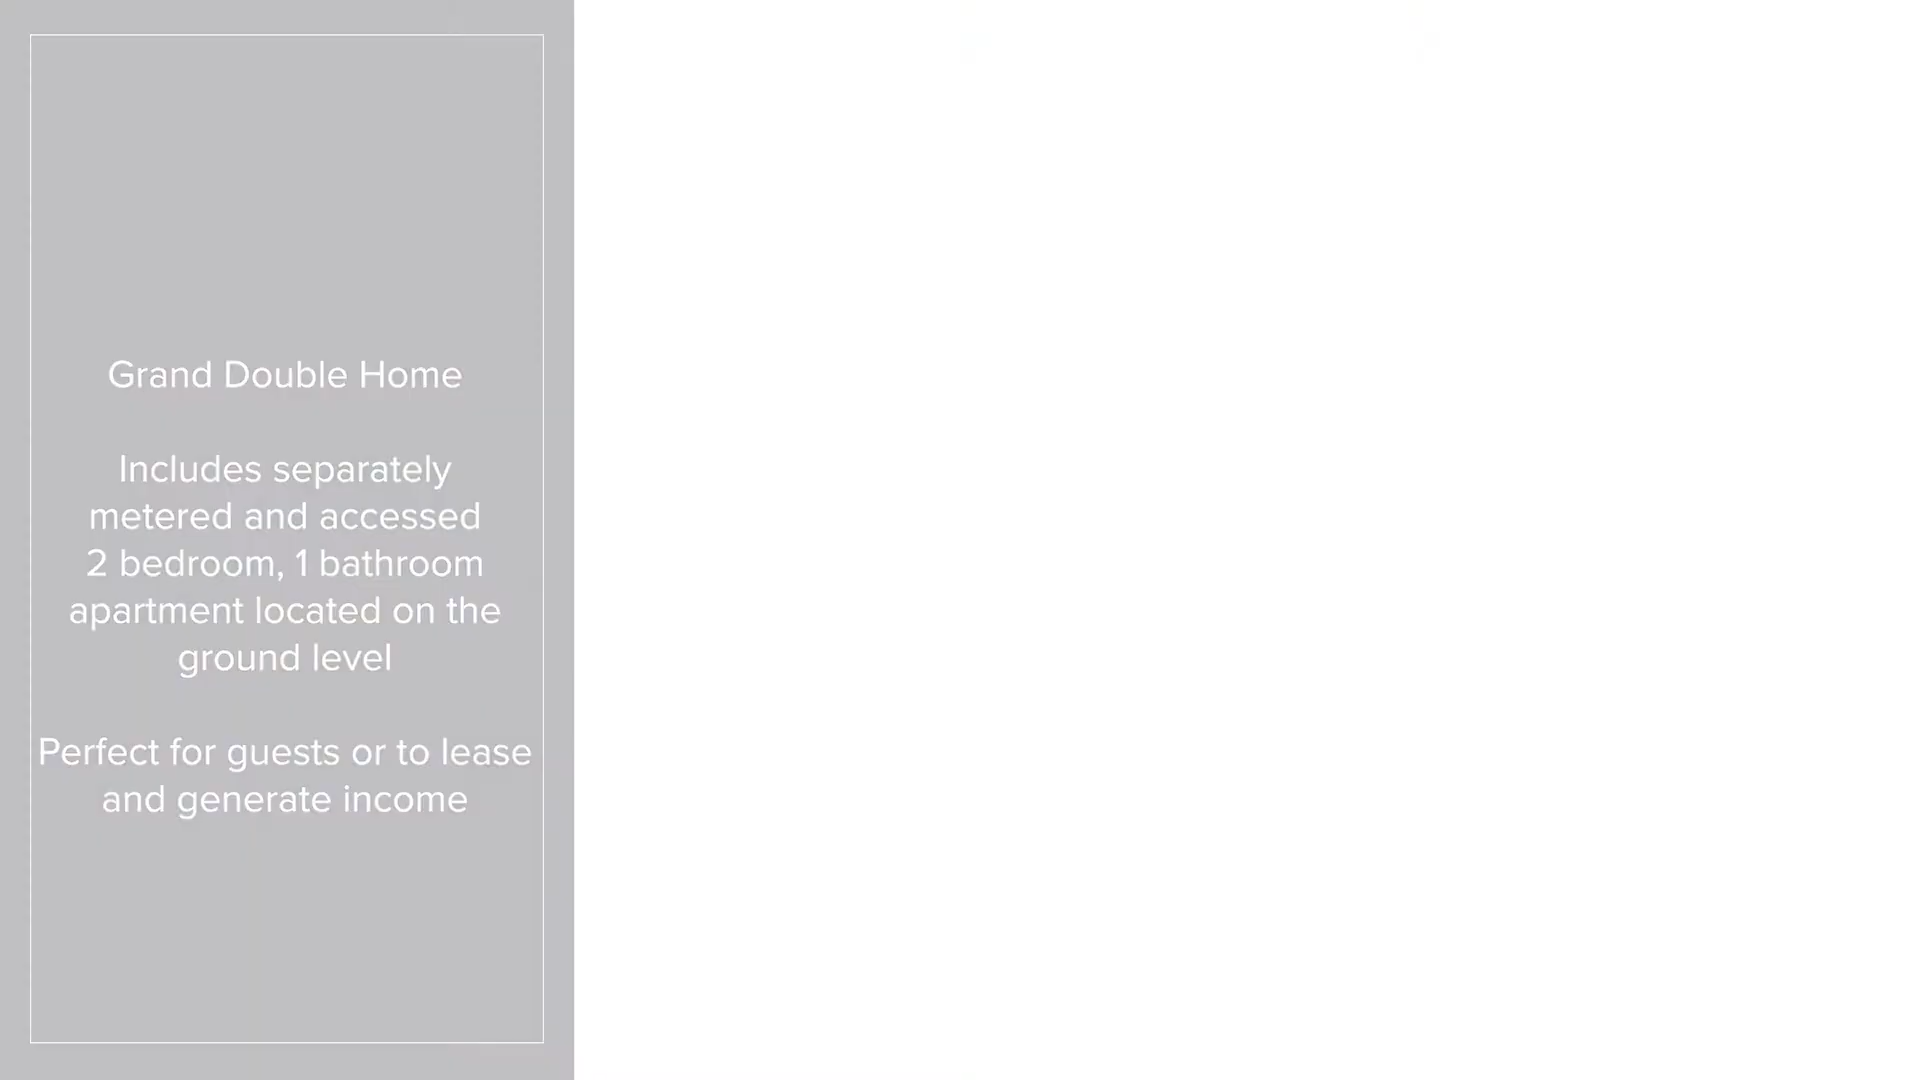 Grand Double Home
Includes separately
metered and accessed
2 bedroom, 1 bathroom
apartment located on the
ground level
Perfect for guests or to lease
and generate income